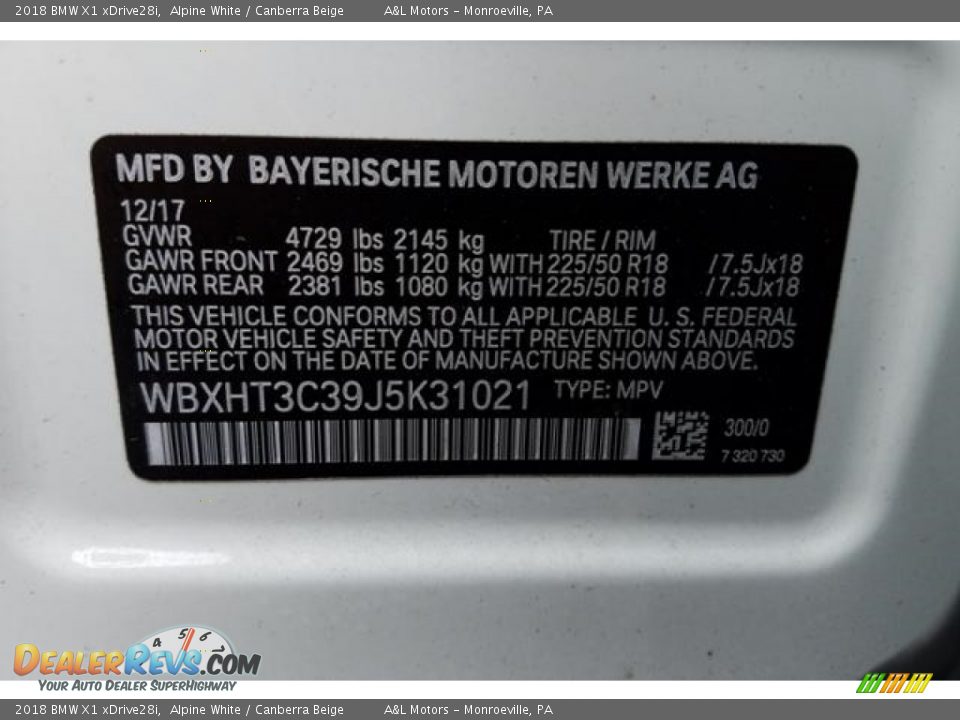 2018 BMW X1 xDrive28i, Alpine White / Canberra Beige A&L Motors - Monroeville, PA
MFD BY BAYERISCHE MOTOREN WERKE AG
12/17
GVWR 4729 lbs 2145 kg TIRE / RIM
GAWR FRONT 2469 lbs 1120 kg WITH 225/50 R18 /7.5Jx18
GAWR REAR 2381 lbs 1080 kg WITH 225/50 R18 /7.5Jx18
THIS VEHICLE CONFORMS TO ALL APPLICABLE U. S. FEDERAL
MOTOR VEHICLE SAFETY AND THEFT PREVENTION STANDARDS
IN EFFECT ON THE DATE OF MANUFACTURE SHOWN ABOVE.
WBXHT3C39J5K31021 TYPE: MPV
300/0
7 320 730
4 5 6 7
DEALERREVS.COM
YOUR AUTO DEALER SUPERHIGHWAY
2018 BMW X1 xDrive28i, Alpine White / Canberra Beige A&L Motors - Monroeville, PA